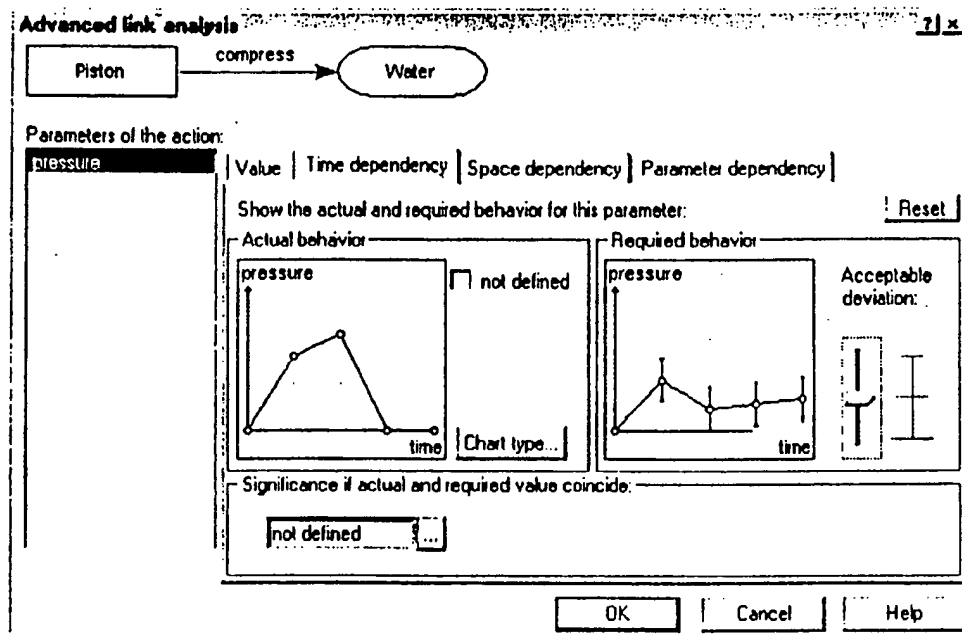 Advanced link analysis
? ×
Piston
compress
Water
Parameters of the action:
pressure
Value
Time dependency
Space dependency
Parameter dependency
Show the actual and required behavior for this parameter:
Reset
Actual behavior
pressure
time
not defined
Chart type...
Required behavior
pressure
time
Acceptable
deviation:
Significance if actual and required value coincide:
not defined
...
OK
Cancel
Help